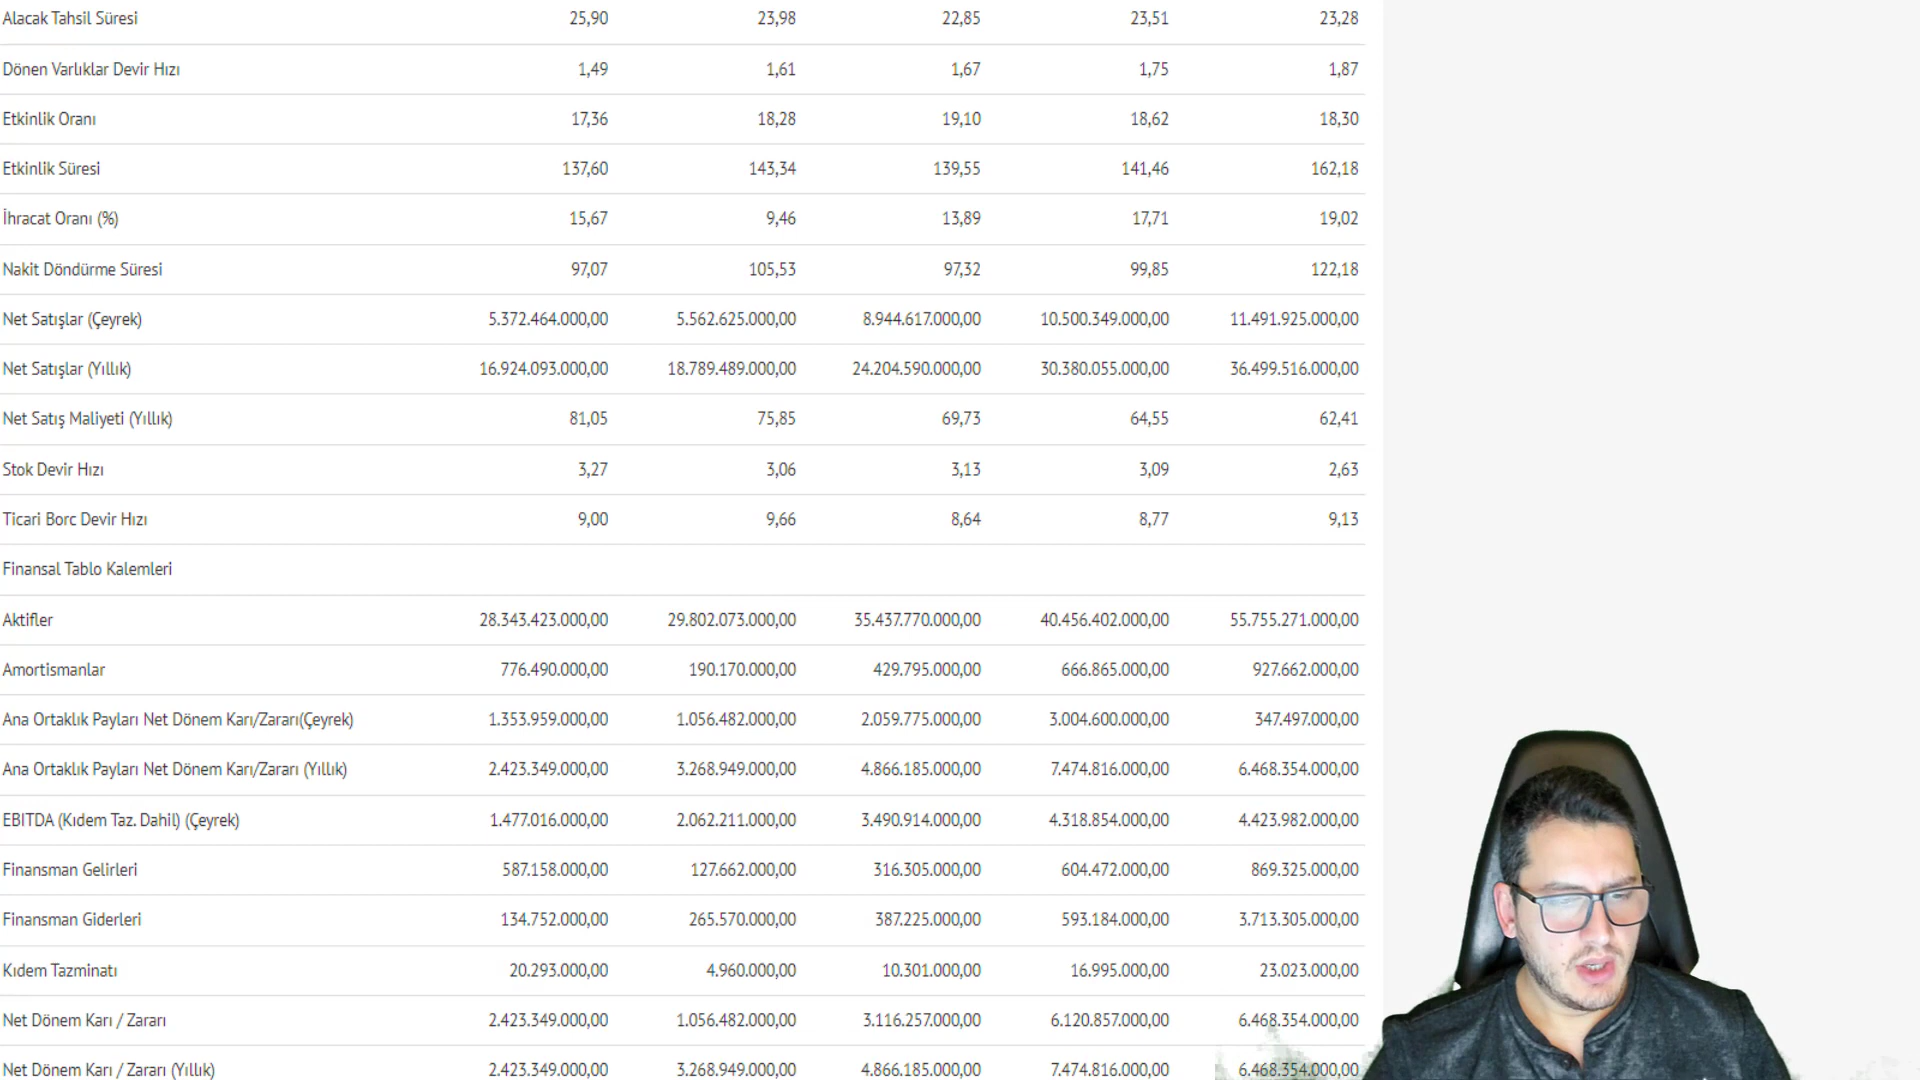 Alacak Tahsil Süresi 25,90 23,98 22,85 23,51 23,28
Dönen Varlıklar Devir Hızı 1,49 1,61 1,67 1,75 1,87
Etkinlik Oranı 17,36 18,28 19,10 18,62 18,30
Etkinlik Süresi 137,60 143,34 139,55 141,46 162,18
İhracat Oranı (%) 15,67 9,46 13,89 17,71 19,02
Nakit Döndürme Süresi 97,07 105,53 97,32 99,85 122,18
Net Satışlar (Çeyrek) 5.372.464.000,00 5.562.625.000,00 8.944.617.000,00 10.500.349.000,00 11.491.925.000,00
Net Satışlar (Yıllık) 16.924.093.000,00 18.789.489.000,00 24.204.590.000,00 30.380.055.000,00 36.499.516.000,00
Net Satış Maliyeti (Yıllık) 81,05 75,85 69,73 64,55 62,41
Stok Devir Hızı 3,27 3,06 3,13 3,09 2,63
Ticari Borc Devir Hızı 9,00 9,66 8,64 8,77 9,13
Finansal Tablo Kalemleri
Aktifler 28.343.423.000,00 29.802.073.000,00 35.437.770.000,00 40.456.402.000,00 55.755.271.000,00
Amortismanlar 776.490.000,00 190.170.000,00 429.795.000,00 666.865.000,00 927.662.000,00
Ana Ortaklık Payları Net Dönem Karı/Zararı(Çeyrek) 1.353.959.000,00 1.056.482.000,00 2.059.775.000,00 3.004.600.000,00 347.497.000,00
Ana Ortaklık Payları Net Dönem Karı/Zararı (Yıllık) 2.423.349.000,00 3.268.949.000,00 4.866.185.000,00 7.474.816.000,00 6.468.354.000,00
EBITDA (Kıdem Taz. Dahil) (Çeyrek) 1.477.016.000,00 2.062.211.000,00 3.490.914.000,00 4.318.854.000,00 4.423.982.000,00
Finansman Gelirleri 587.158.000,00 127.662.000,00 316.305.000,00 604.472.000,00 869.325.000,00
Finansman Giderleri 134.752.000,00 265.570.000,00 387.225.000,00 593.184.000,00 3.713.305.000,00
Kıdem Tazminatı 20.293.000,00 4.960.000,00 10.301.000,00 16.995.000,00 23.023.000,00
Net Dönem Karı / Zararı 2.423.349.000,00 1.056.482.000,00 3.116.257.000,00 6.120.857.000,00 6.468.354.000,00
Net Dönem Karı / Zararı (Yıllık) 2.423.349.000,00 3.268.949.000,00 4.866.185.000,00 7.474.816.000,00 6.468.354.000,00